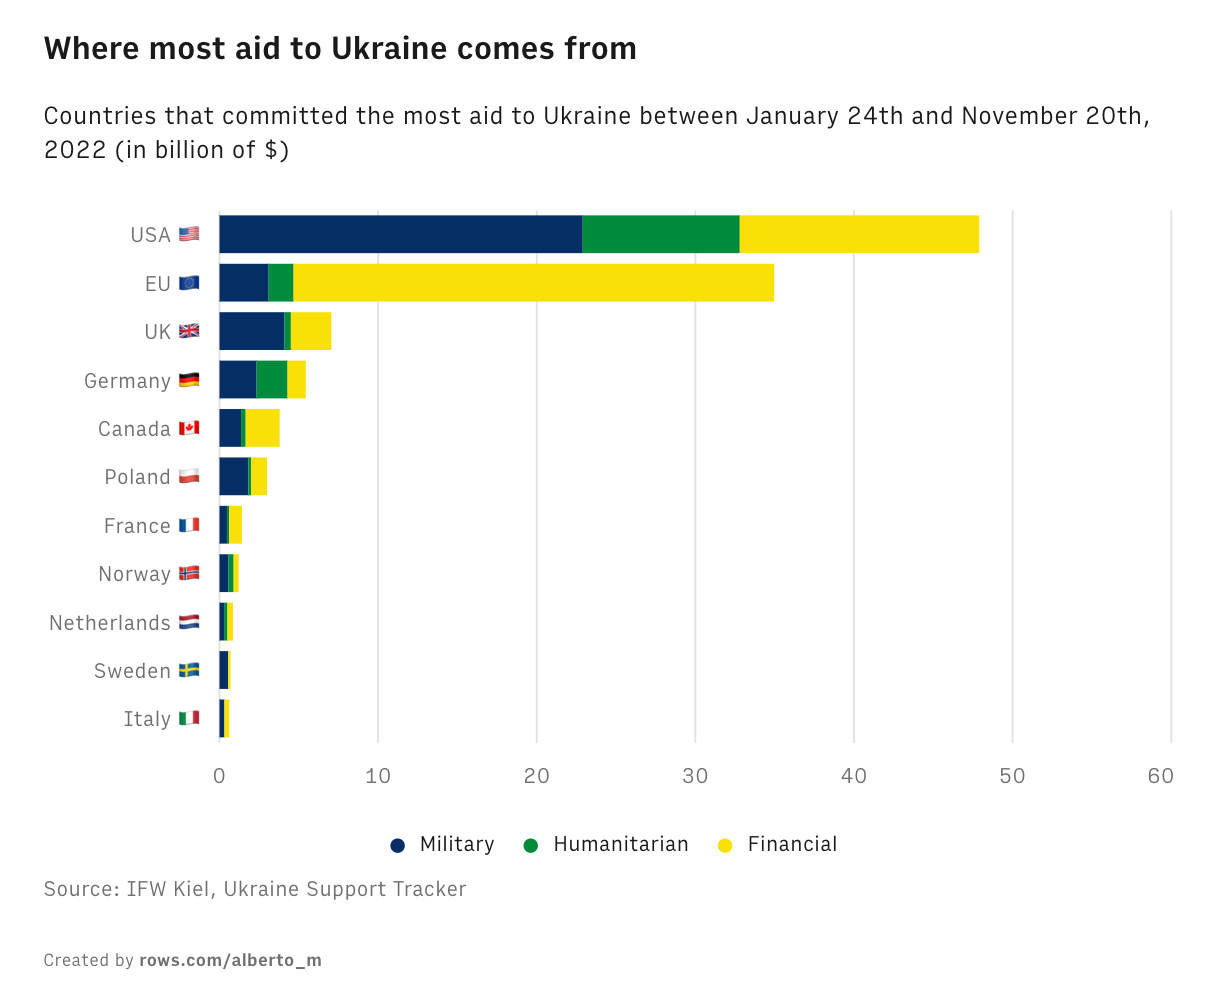 Where most aid to Ukraine comes from
Countries that committed the most aid to Ukraine between January 24th and November 20th,
2022 (in billion of $)
USA
EU
UK
Germany
Canada
Poland
France
Norway
Netherlands
Sweden
Italy
0 10 20 30 40 50 60
Military Humanitarian Financial
Source: IFW Kiel, Ukraine Support Tracker
Created by rows.com/alberto_m